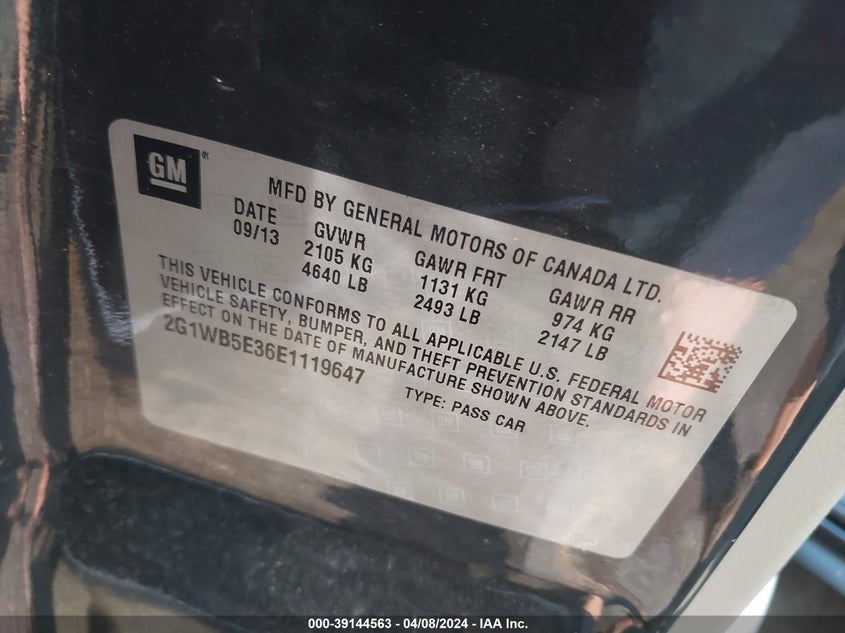 GM®
MFD BY GENERAL MOTORS OF CANADA LTD.
DATE GVWR GAWR FRT GAWR RR
09/13 2105 KG 1131 KG 974 KG
4640 LB 2493 LB 2147 LB
THIS VEHICLE CONFORMS TO ALL APPLICABLE U.S. FEDERAL MOTOR
VEHICLE SAFETY, BUMPER, AND THEFT PREVENTION STANDARDS IN
EFFECT ON THE DATE OF MANUFACTURE SHOWN ABOVE.
2G1WB5E36E1119647 TYPE: PASS CAR
GM
000-39144563 - 04/08/2024 - IAA Inc.